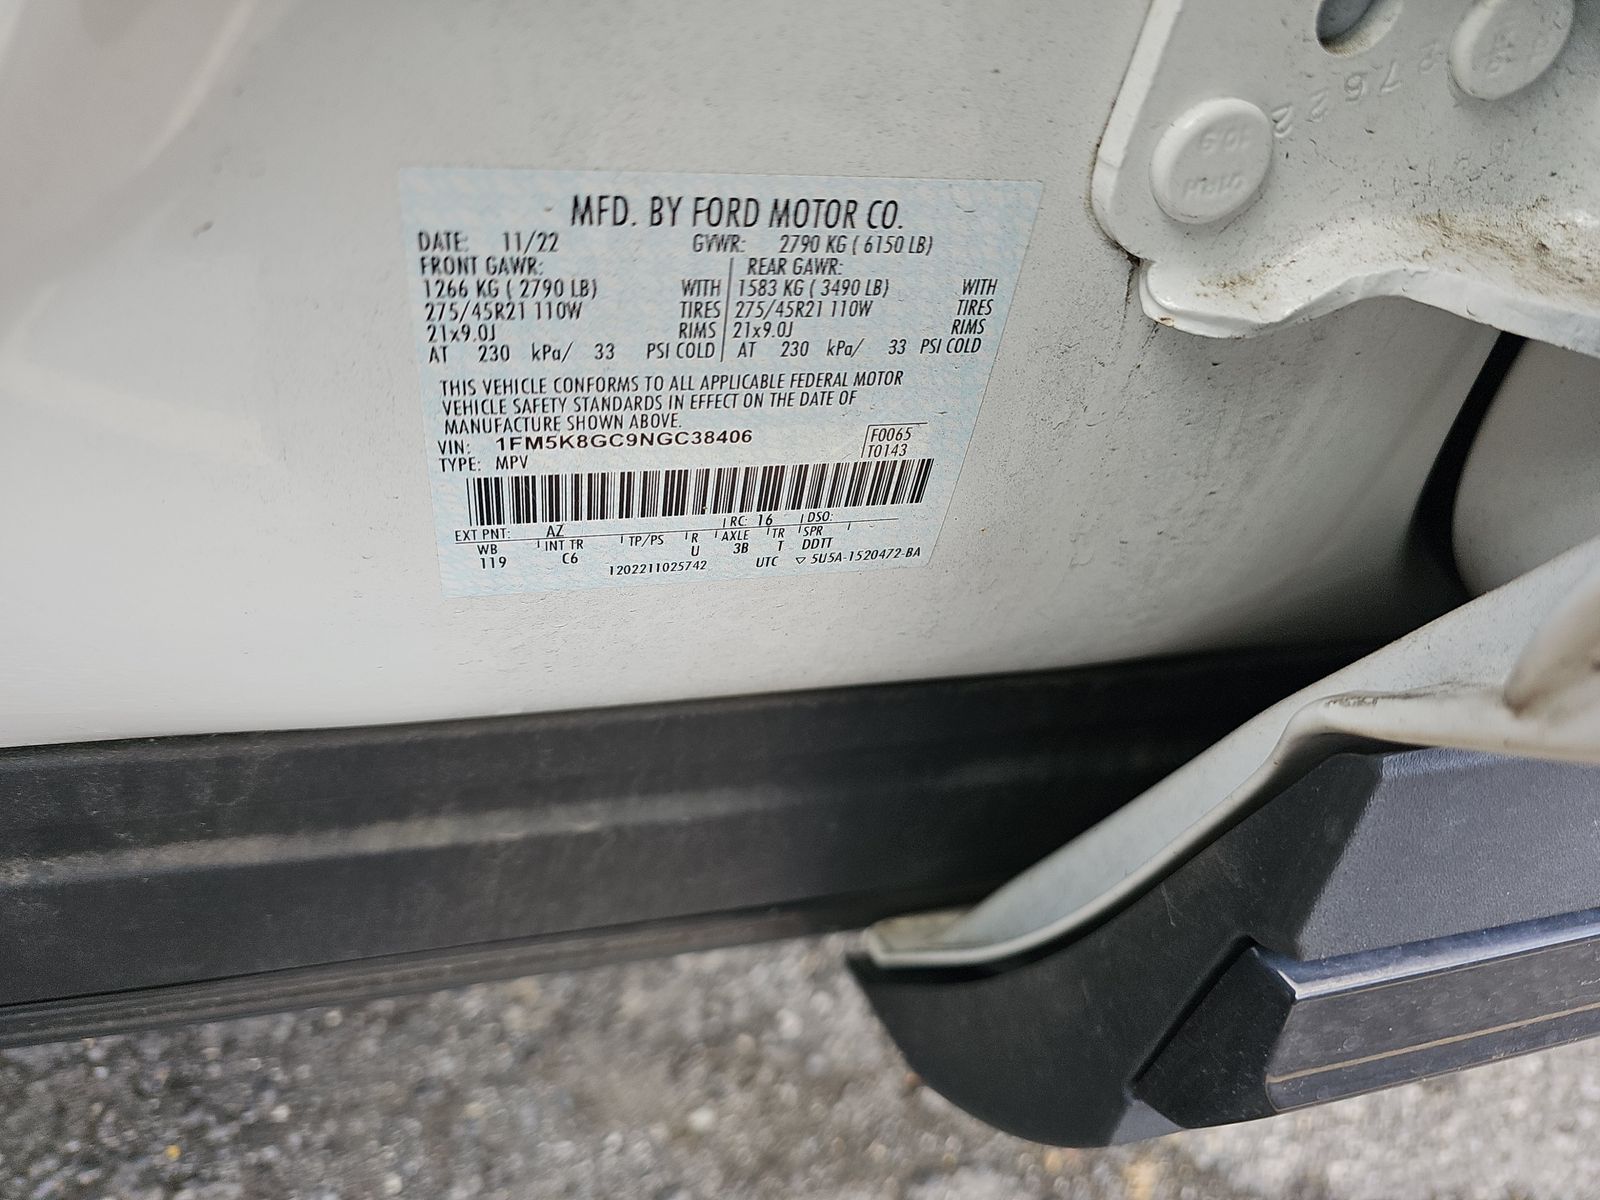 MFD. BY FORD MOTOR CO.
DATE: 11/22 GVWR: 2790 KG ( 6150 LB)
FRONT GAWR: REAR GAWR:
1266 KG ( 2790 LB) WITH 1583 KG ( 3490 LB) WITH
275/45R21 110W TIRES 275/45R21 110W TIRES
21x9.0J RIMS 21x9.0J RIMS
AT 230 kPa/ 33 PSI COLD AT 230 kPa/ 33 PSI COLD
THIS VEHICLE CONFORMS TO ALL APPLICABLE FEDERAL MOTOR
VEHICLE SAFETY STANDARDS IN EFFECT ON THE DATE OF
MANUFACTURE SHOWN ABOVE.
VIN: 1FM5K8GC9NGC38406 F0065
TYPE: MPV T0143
EXT PNT: AZ RC: 16 DSO:
WB INT TR TP/PS R AXLE TR SPR
119 C6 U 3B T DDTT
1202211025742 UTC ▽ 5U5A-1520472-BA
10.9